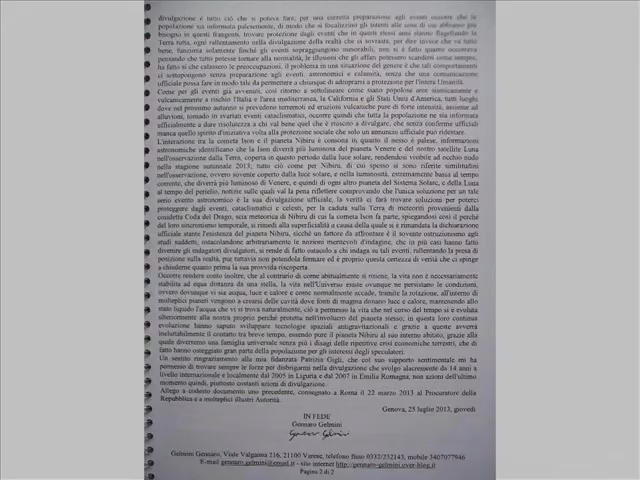 divulgazione è tutto ciò che si poteva fare, per una corretta preparazione agli eventi occorre che la
popolazione sia informata palesemente, di modo che si focalizzino gli intenti alle zone di cui abbiamo più
bisogno in questi frangenti, trovare protezione dagli eventi che in questi stessi anni stanno flagellando la
Terra tutta, ogni rallentamento nella divulgazione della realtà che ci sovrasta, per dire invece che va tutto
bene, funziona solamente finché gli eventi sopraggiungono inesorabili, non si è fatto quanto occorreva
pensando che tutto potesse tornare alla normalità, le illusioni che gli affari potessero scandersi come sempre,
ha fatto sì che calassero le preoccupazioni, il problema in una situazione del genere è che tali comportamenti
ci sottopongono senza preparazione agli eventi, astronomici e calamità, senza che una comunicazione
ufficiale possa fare in modo tale da permettere a chiunque di adoprarsi a protezione per l'intera Umanità.
Come per gli eventi già avvenuti, così ritorno a sottolineare come siano popolose aree sismicamente e
vulcanicamente a rischio l'Italia e l'area mediterranea, la California e gli Stati Uniti d'America, tutti luoghi
dove nel prossimo autunno si prevedono terremoti ed eruzioni vulcaniche pure di forte intensità, assieme ad
alluvioni, tornado in svariati eventi cataclismatici, occorre quindi che tutta la popolazione ne sia informata
ufficialmente a dare risolutezza a chi val bene quel che è riuscito a divulgare, che senza conferme ufficiali
manca quello spirito d'iniziativa volta alla protezione sociale che solo un annuncio ufficiale può ridestare.
L'interazione tra la cometa Ison e il pianeta Nibiru è consona in quanto il nesso è palese, informazioni
astronomiche identificano che la Ison diverrà più luminosa del pianeta Venere e del nostro satellite Luna
nell'osservazione dalla Terra, coperta in questo periodo dalla luce solare, rendendosi visibile ad occhio nudo
nella stagione autunnale 2013, tutto ciò come per Nibiru, di cui spesso si sono riferite similitudini
nell'osservazione, ovvero sovente coperto dalla luce solare, e nella luminosità, estremamente bassa al tempo
corrente, che diverrà più luminoso di Venere, e quindi di ogni altro pianeta del Sistema Solare, e della Luna
al tempo del perielio, notizie sulle quali val la pena riflettere comprovando che l'unica soluzione per un tale
serio evento astronomico è la sua divulgazione ufficiale, la verità ci farà trovare soluzioni per poterci
proteggere dagli eventi, cataclismatici e celesti, per la caduta sulla Terra di meteoriti provenienti dalla
cosidetta Coda del Drago, scia meteorica di Nibiru di cui la cometa Ison fa parte, spiegandosi così il perché
del loro sincronismo temporale, si rimedi alla superficialità a causa della quale si è rimandata la dichiarazione
ufficiale stante l'esistenza del pianeta Nibiru, sicché un fattore da affrontare è il sovente ostruzionismo agli
studi suddetti, ostacolandone arbitrariamente le nozioni meritevoli d'indagine, che in più casi hanno fatto
divenire gli indagatori divulgatori, si rende di fatto ostacolo a chi indaga su tali eventi, rallentando la presa di
posizione sulla realtà, pur tuttavia non potendola fermare ed è proprio questa certezza di verità che ci spinge
a chiederne quanto prima la sua provvida riscoperta.
Occorre rendere conto inoltre, che al contrario di come abitualmente si ritiene, la vita non è necessariamente
stabilita ad equa distanza di una stella, la vita nell'Universo esiste ovunque ne persistano le condizioni,
ovvero dovunque vi sia acqua, luce e calore e come normalmente accade, tramite la rotazione, all'interno di
molteplici pianeti vengono a crearsi delle cavità dove fonti di magma donano luce e calore, mantenendo allo
stato liquido l'acqua che vi si trova naturalmente, ciò a permesso la vita che nel corso del tempo si è evoluta
ulteriormente alla nostra proprio perché protetta nell'involucro del pianeta stesso, in questa loro continua
evoluzione hanno saputo sviluppare tecnologie spaziali antigravitazionali e grazie a queste avverrà
ineluttabilmente il contatto tra breve tempo, essendo pure il pianeta Nibiru al suo interno abitato, grazie alla
quale diverremo una famiglia universale senza più i disagi delle ripetitive crisi economiche terrestri, che di
fatto hanno osteggiato gran parte della popolazione per gli interessi degli speculatori.
Un sentito ringraziamento alla mia fidanzata Patrizia Gigli, che col suo supporto sentimentale mi ha
permesso di trovare sempre le forze per disbrigarmi nella divulgazione che svolgo alacremente da 14 anni a
livello internazionale e localmente dal 2005 in Liguria e dal 2007 in Emilia Romagna, non azioni dell'ultimo
momento quindi, piuttosto costanti azioni di divulgazione.
Allego a codesto documento uno precedente, consegnato a Roma il 22 marzo 2013 al Procuratore della
Repubblica e a molteplici illustri Autorità.
Genova, 25 luglio 2013, giovedì
IN FEDE
Gennaro Gelmini
Gennaro Gelmini
Gelmini Gennaro, Viale Valganna 216, 21100 Varese, telefono fisso 0332/232143, mobile 3407077946
E-mail gennaro.gelmini@email.it - sito internet http://gennaro-gelmini.over-blog.it
Pagina 2 di 2